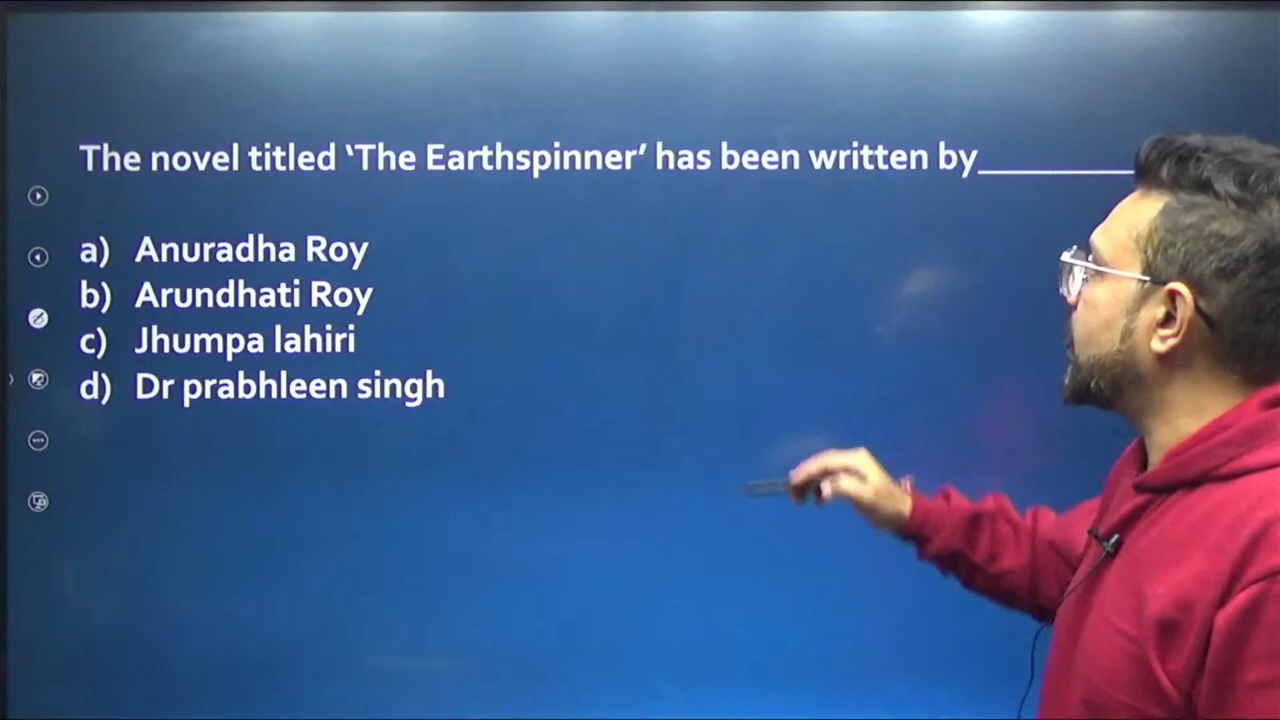 The novel titled ‘The Earthspinner’ has been written by__________
a) Anuradha Roy
b) Arundhati Roy
c) Jhumpa lahiri
d) Dr prabhleen singh